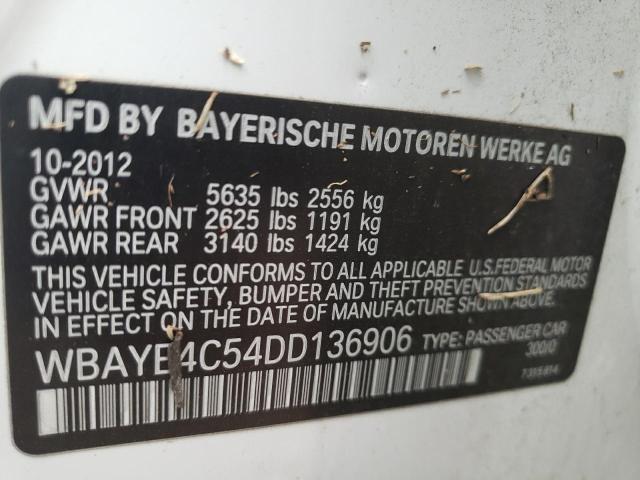 MFD BY BAYERISCHE MOTOREN WERKE AG
10-2012
GVWR 5635 lbs 2556 kg
GAWR FRONT 2625 lbs 1191 kg
GAWR REAR 3140 lbs 1424 kg
THIS VEHICLE CONFORMS TO ALL APPLICABLE U.S.FEDERAL MOTOR
VEHICLE SAFETY, BUMPER AND THEFT PREVENTION STANDARDS
IN EFFECT ON THE DATE OF MANUFACTURE SHOWN ABOVE.
WBAYE4C54DD136906 TYPE: PASSENGER CAR
300/0